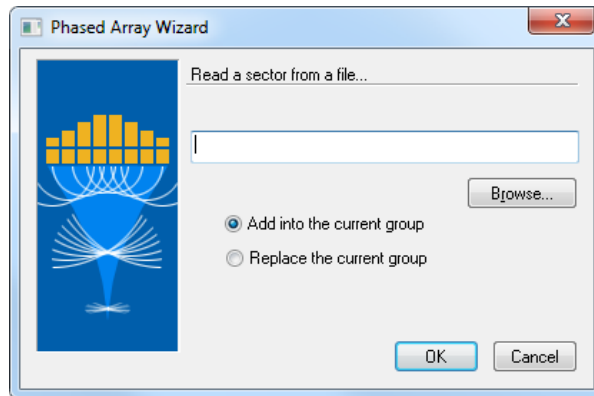 Phased Array Wizard
Read a sector from a file...
Browse...
Add into the current group
Replace the current group
OK
Cancel